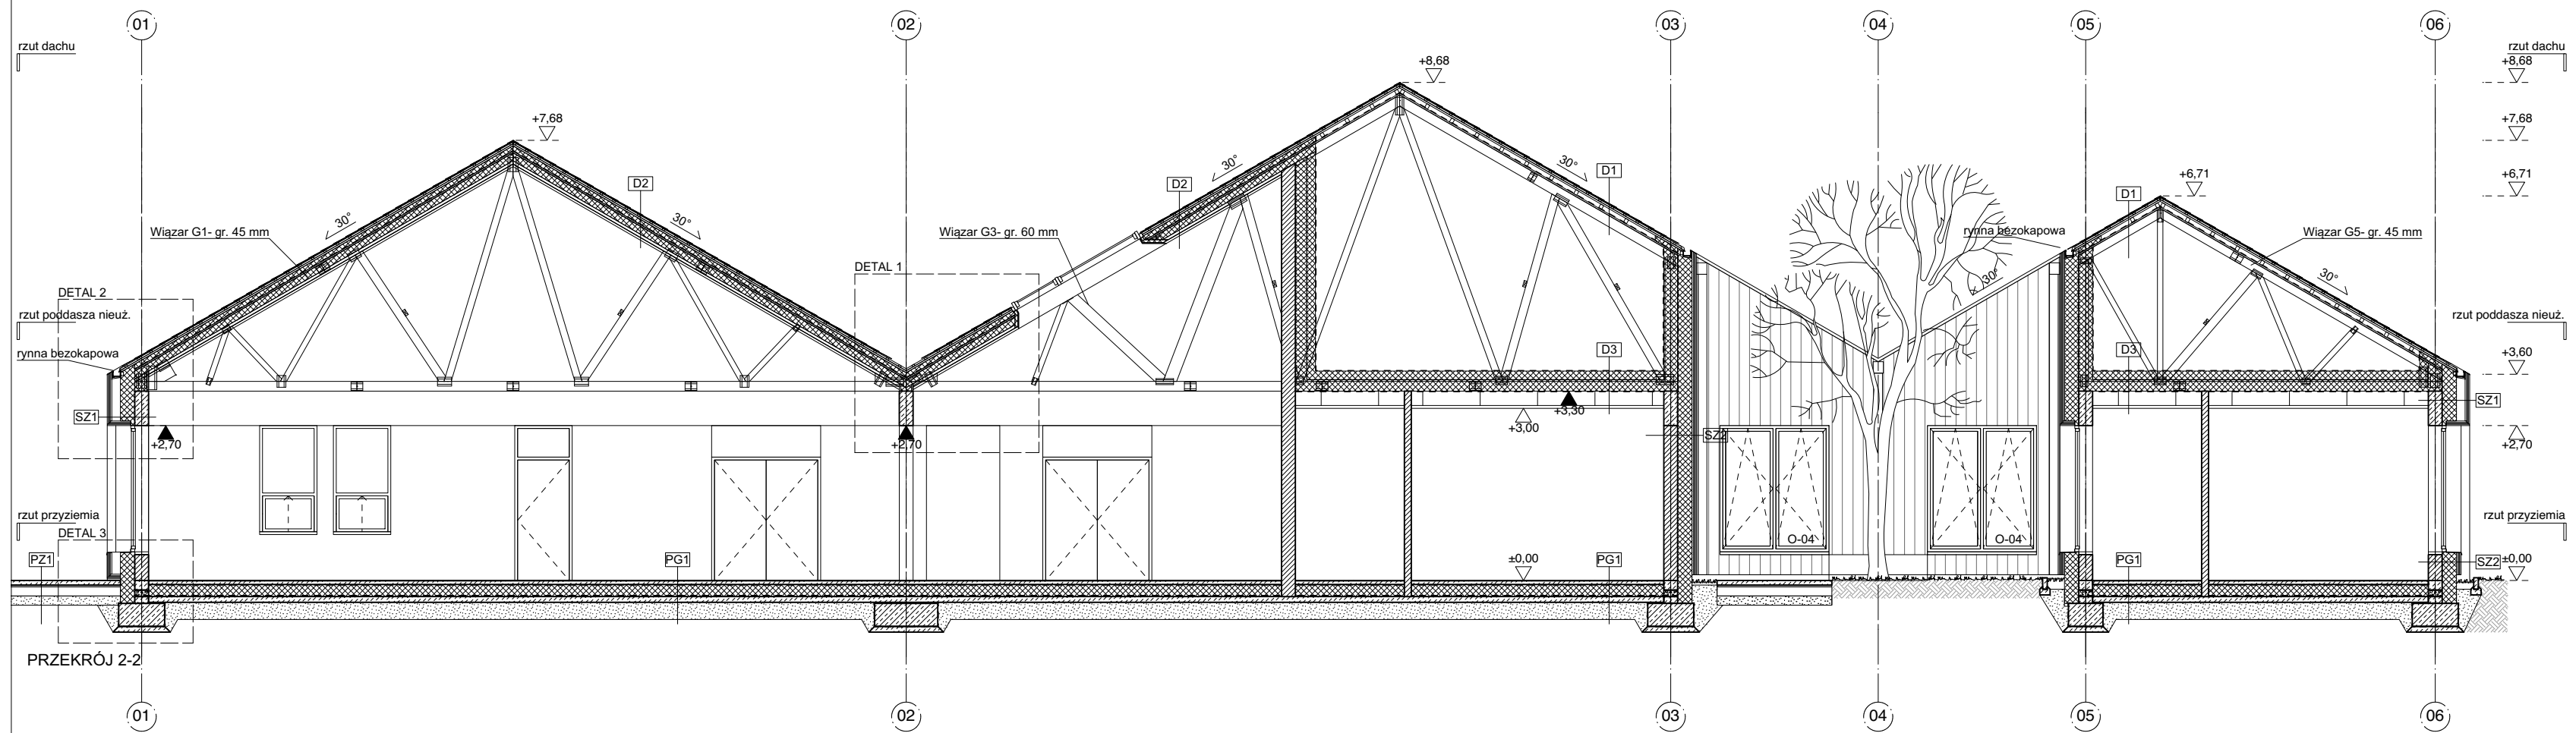 01
02
03
04
05
06
rzut dachu
rzut dachu
+8,68
+8,68
+7,68
+7,68
+6,71
+6,71
30°
30°
30°
30°
30°
30°
D2
D2
D1
D1
Wiązar G1- gr. 45 mm
Wiązar G3- gr. 60 mm
rynna bezokapowa
Wiązar G5- gr. 45 mm
DETAL 1
DETAL 2
rzut poddasza nieuż.
rzut poddasza nieuż.
rynna bezokapowa
D3
D3
+3,60
SZ1
SZ1
+2,70
+2,70
+3,00
+3,30
+2,70
rzut przyziemia
rzut przyziemia
DETAL 3
O-04
O-04
PZ1
PG1
±0,00
PG1
PG1
SZ2
±0,00
PRZEKRÓJ 2-2
01
02
03
04
05
06